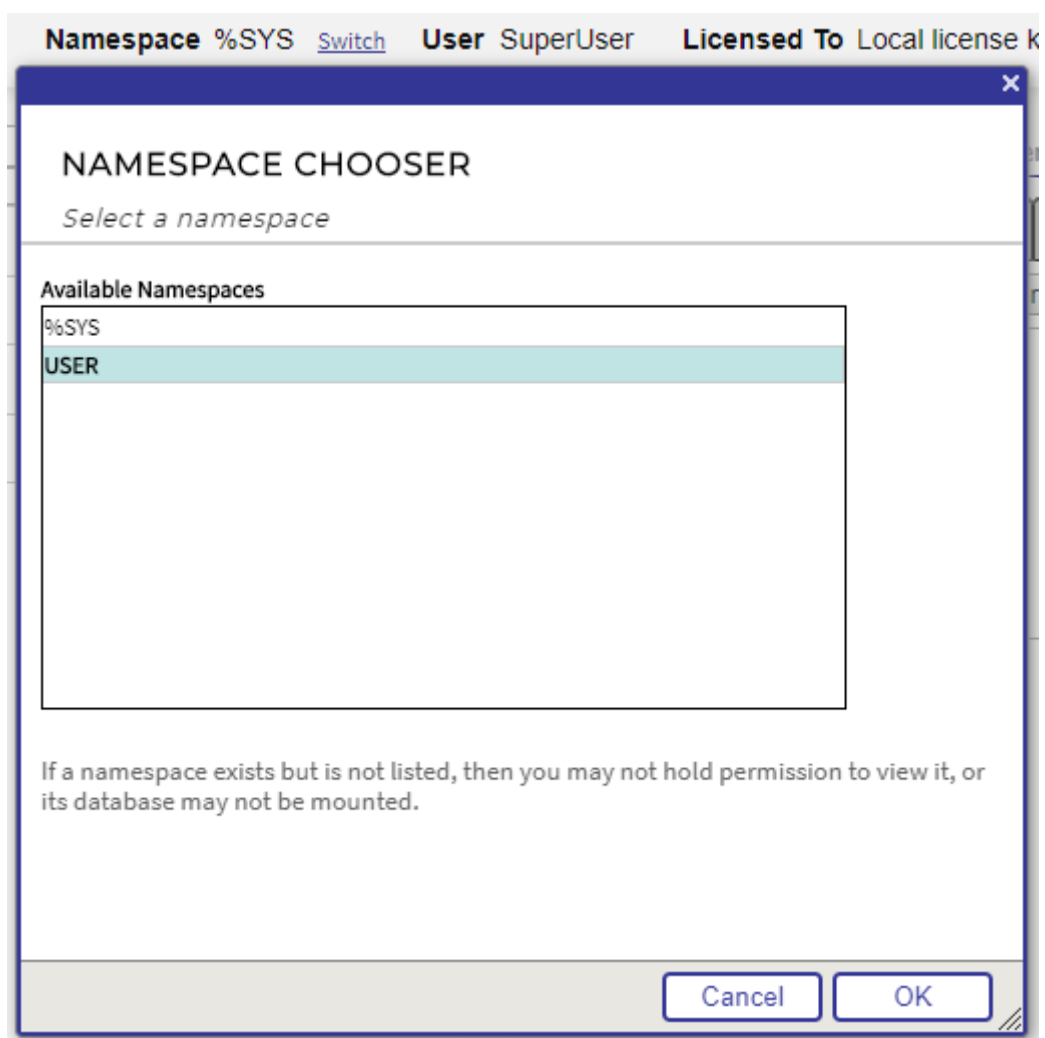 Namespace %SYS Switch User SuperUser Licensed To Local license k
NAMESPACE CHOOSER
Select a namespace
Available Namespaces
%SYS
USER
If a namespace exists but is not listed, then you may not hold permission to view it, or
its database may not be mounted.
Cancel OK